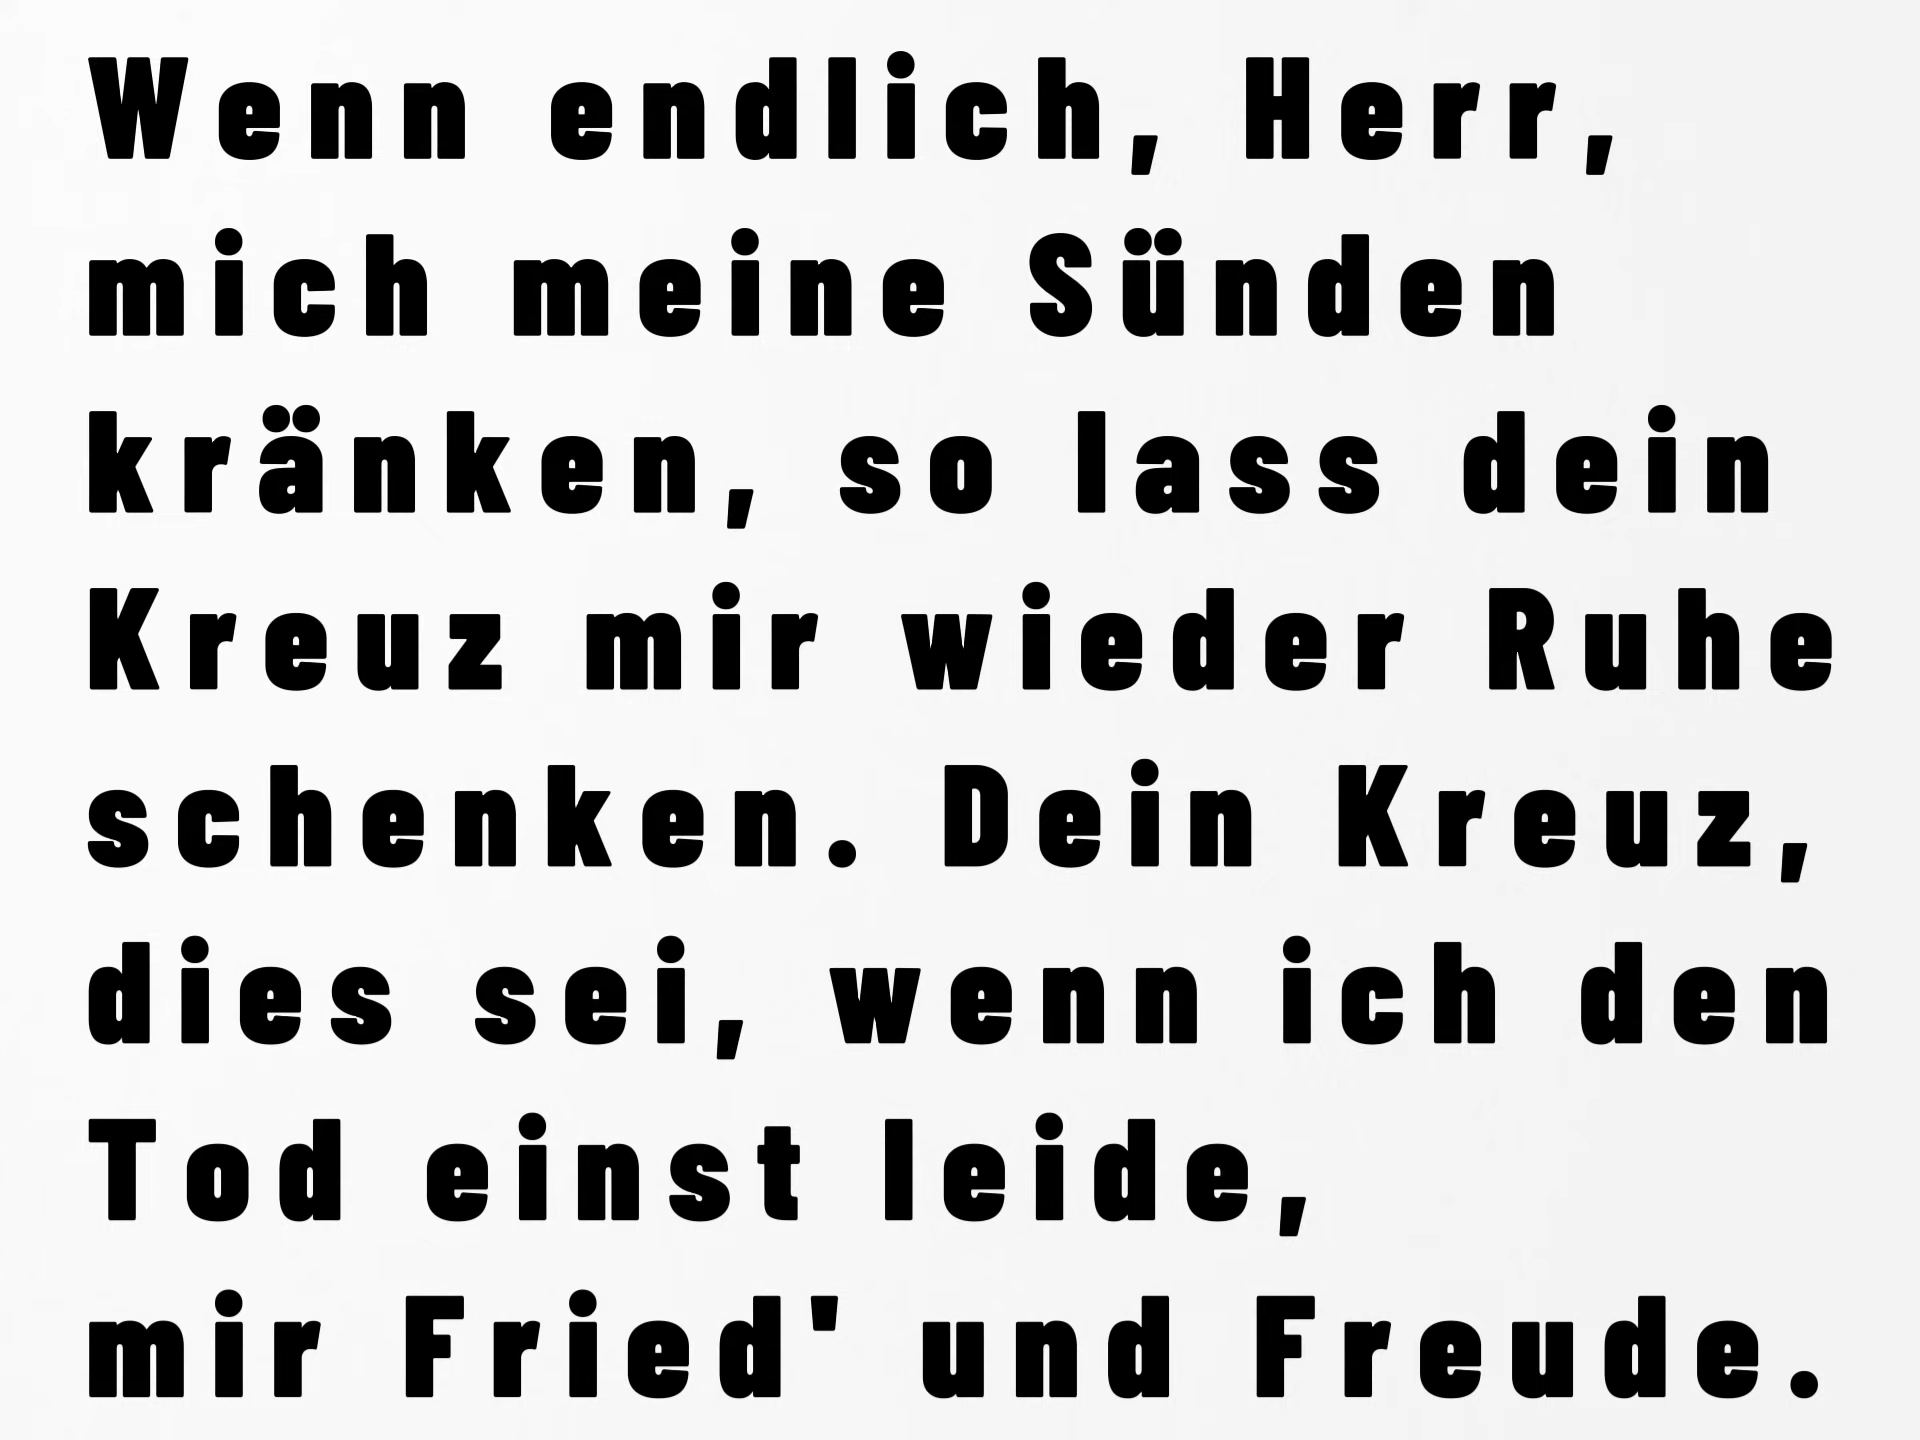 Wenn endlich, Herr,
mich meine Sünden
kränken, so lass dein
Kreuz mir wieder Ruhe
schenken. Dein Kreuz,
dies sei, wenn ich den
Tod einst leide,
mir Fried' und Freude.